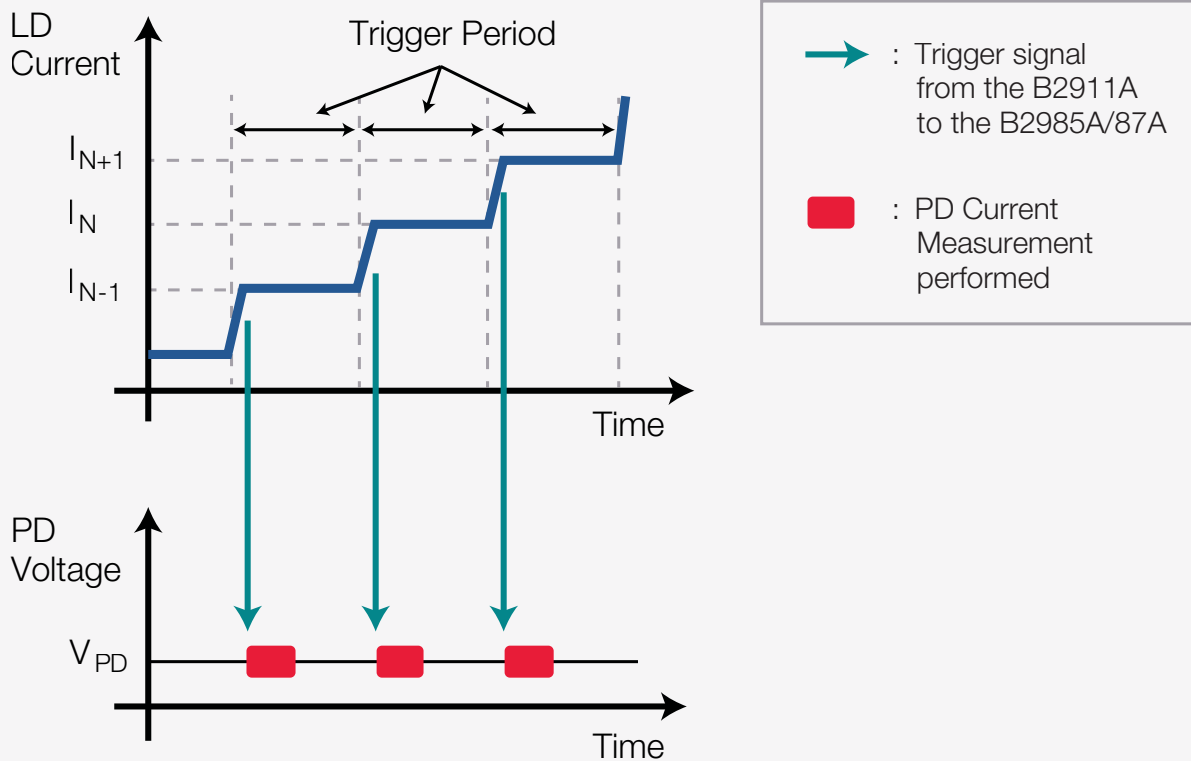 LD
Current
Trigger Period
I N+1
I N
I N-1
Time
PD
Voltage
V PD
Time
: Trigger signal
from the B2911A
to the B2985A/87A
: PD Current
Measurement
performed